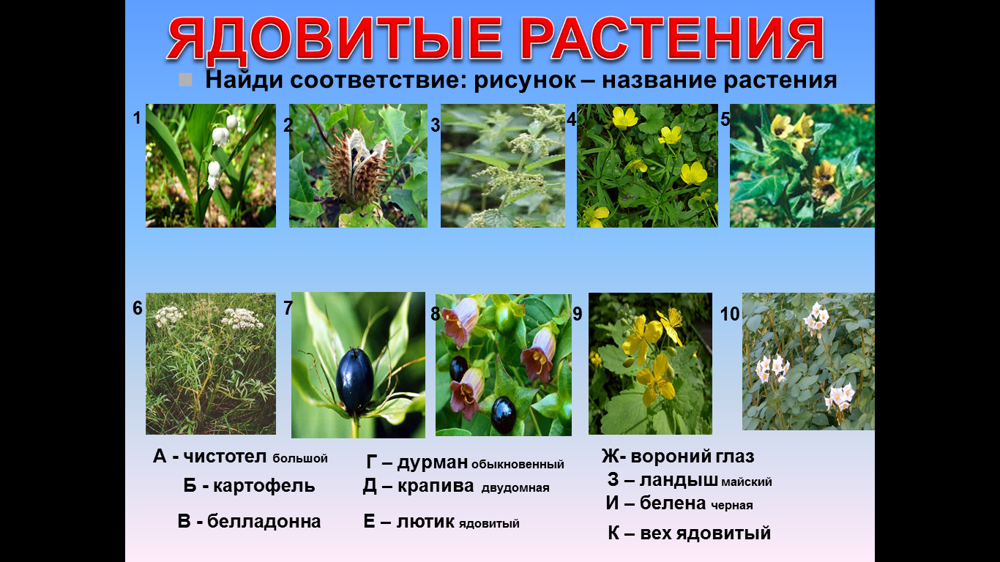 ЯДОВИТЫЕ РАСТЕНИЯ
Найди соответствие: рисунок – название растения
1
2
3
4
5
6
7
8
9
10
А - чистотел большой
Б - картофель
В - белладонна
Г – дурман обыкновенный
Д – крапива двудомная
Е – лютик ядовитый
Ж- вороний глаз
З – ландыш майский
И – белена черная
К – вех ядовитый